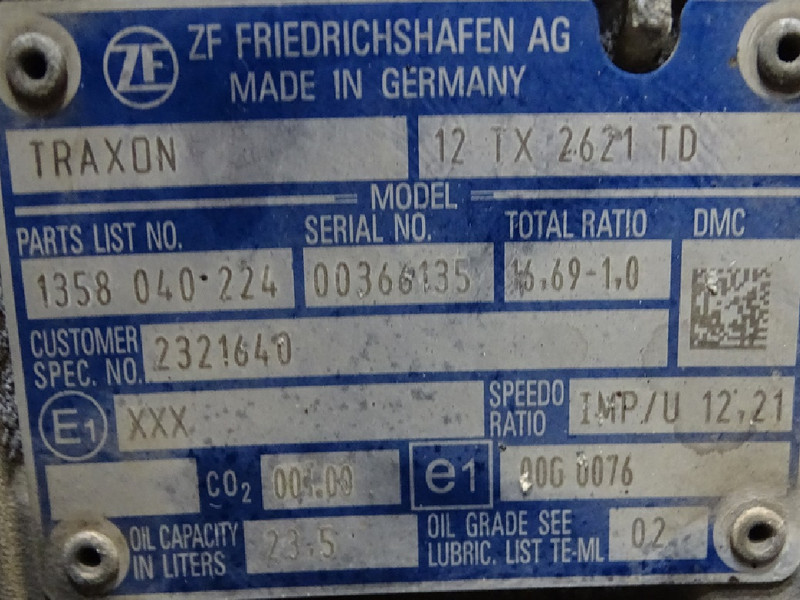 ZF ZF FRIEDRICHSHAFEN AG
MADE IN GERMANY
TRAXON 12 TX 2621 TD
MODEL
PARTS LIST NO. SERIAL NO. TOTAL RATIO DMC
1358 040 224 00366135 16,69-1,0
CUSTOMER SPEC. NO. 2321640
E1 XXX SPEEDO RATIO IMP/U 12,21
CO2 001.00 e1 00G 0076
OIL CAPACITY IN LITERS 23.5 OIL GRADE SEE LUBRIC. LIST TE-ML 02